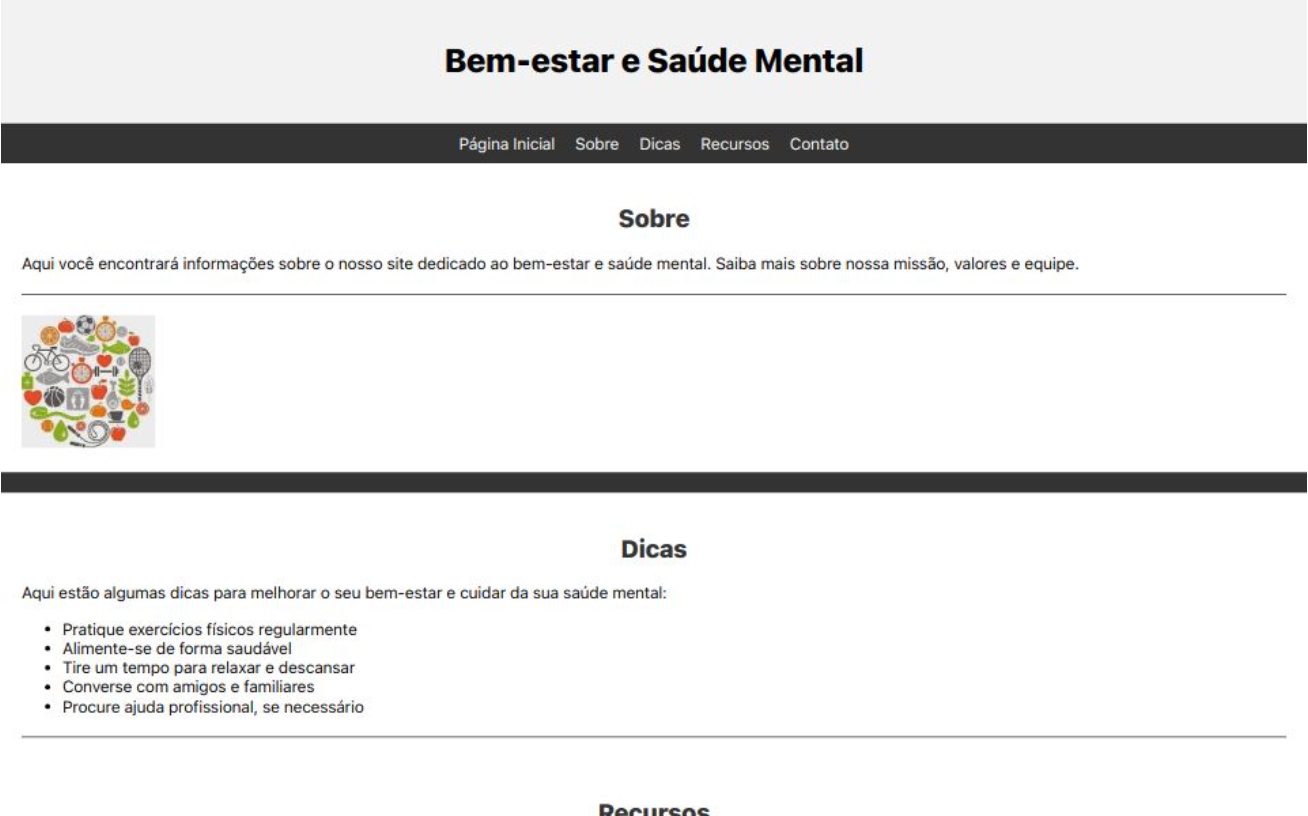 Bem-estar e Saúde Mental
Página Inicial Sobre Dicas Recursos Contato
Sobre
Aqui você encontrará informações sobre o nosso site dedicado ao bem-estar e saúde mental. Saiba mais sobre nossa missão, valores e equipe.
Dicas
Aqui estão algumas dicas para melhorar o seu bem-estar e cuidar da sua saúde mental:
• Pratique exercícios físicos regularmente
• Alimente-se de forma saudável
• Tire um tempo para relaxar e descansar
• Converse com amigos e familiares
• Procure ajuda profissional, se necessário
Recursos